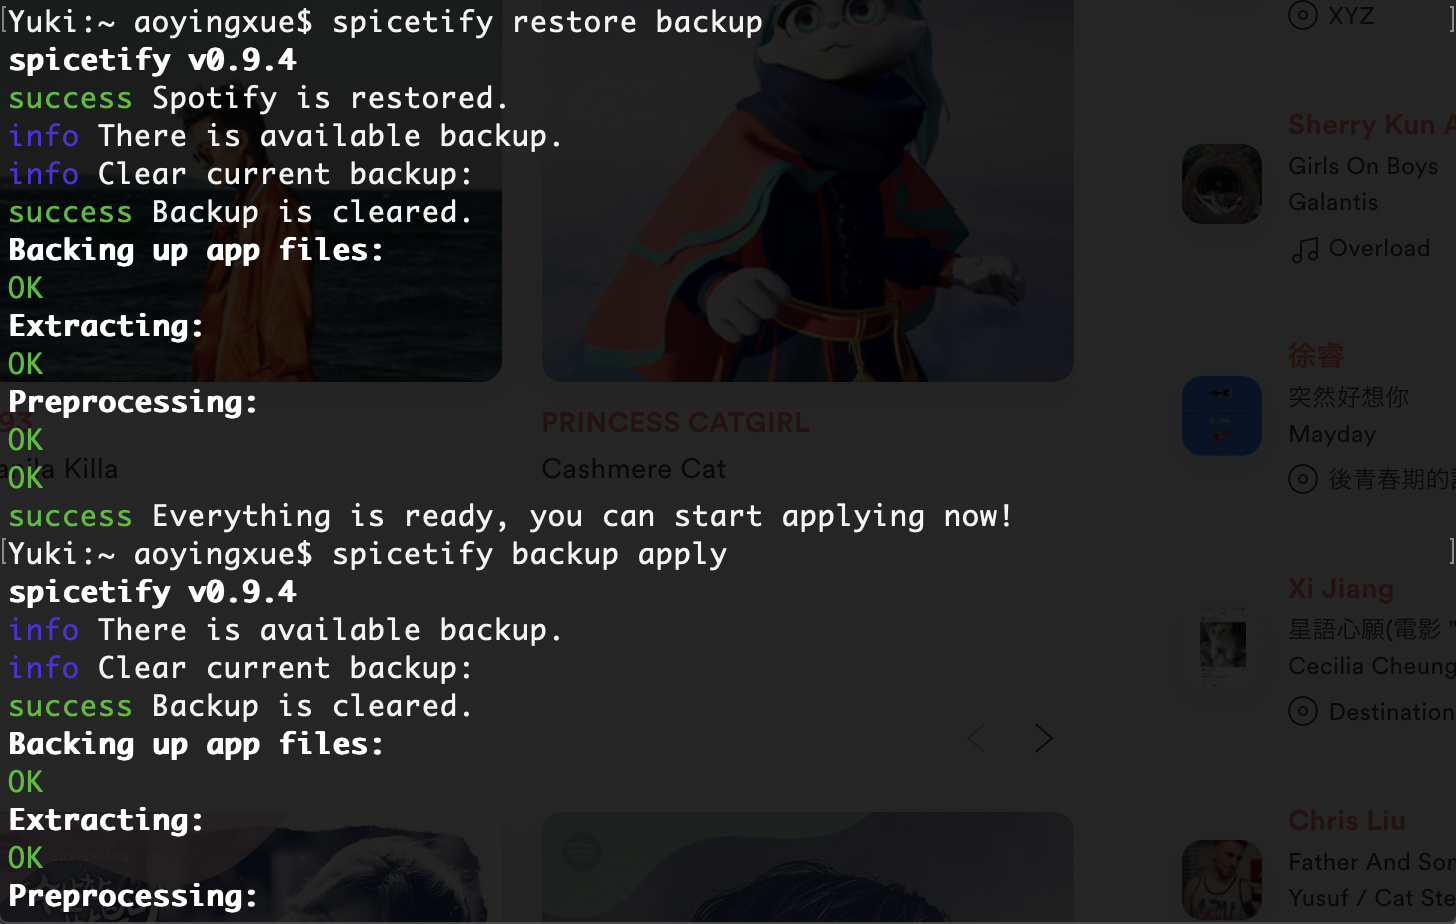 Yuki:~ aoyingxue$ spicetify restore backup
spicetify v0.9.4
success Spotify is restored.
info There is available backup.
info Clear current backup:
success Backup is cleared.
Backing up app files:
OK
Extracting:
OK
Preprocessing:
OK
OK
success Everything is ready, you can start applying now!
Yuki:~ aoyingxue$ spicetify backup apply
spicetify v0.9.4
info There is available backup.
info Clear current backup:
success Backup is cleared.
Backing up app files:
OK
Extracting:
OK
Preprocessing:
93
Killa
PRINCESS CATGIRL
Cashmere Cat
XYZ
Sherry Kun A
Girls On Boys
Galantis
Overload
徐睿
突然好想你
Mayday
後青春期的
Xi Jiang
星語心願(電影 "
Cecilia Cheung
Destination
Chris Liu
Father And Son
Yusuf / Cat Ste